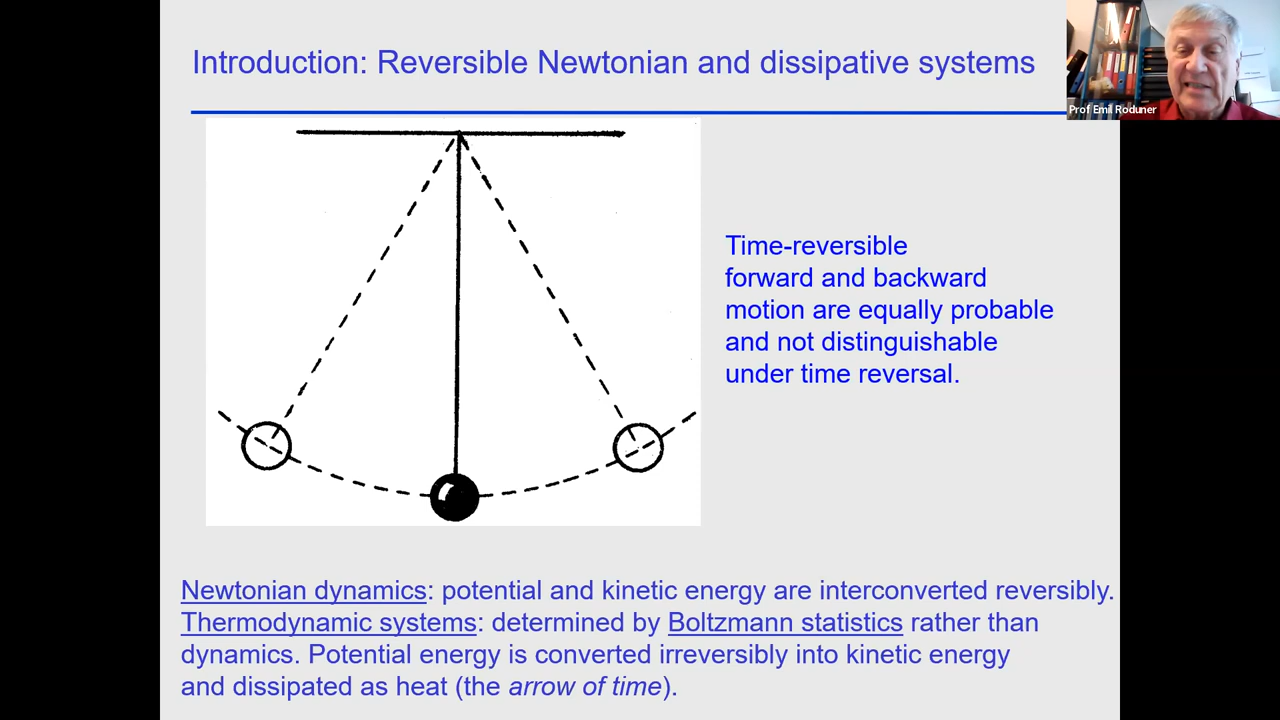 Introduction: Reversible Newtonian and dissipative systems
Prof Emil Roduner
Time-reversible
forward and backward
motion are equally probable
and not distinguishable
under time reversal.
Newtonian dynamics: potential and kinetic energy are interconverted reversibly.
Thermodynamic systems: determined by Boltzmann statistics rather than
dynamics. Potential energy is converted irreversibly into kinetic energy
and dissipated as heat (the arrow of time).